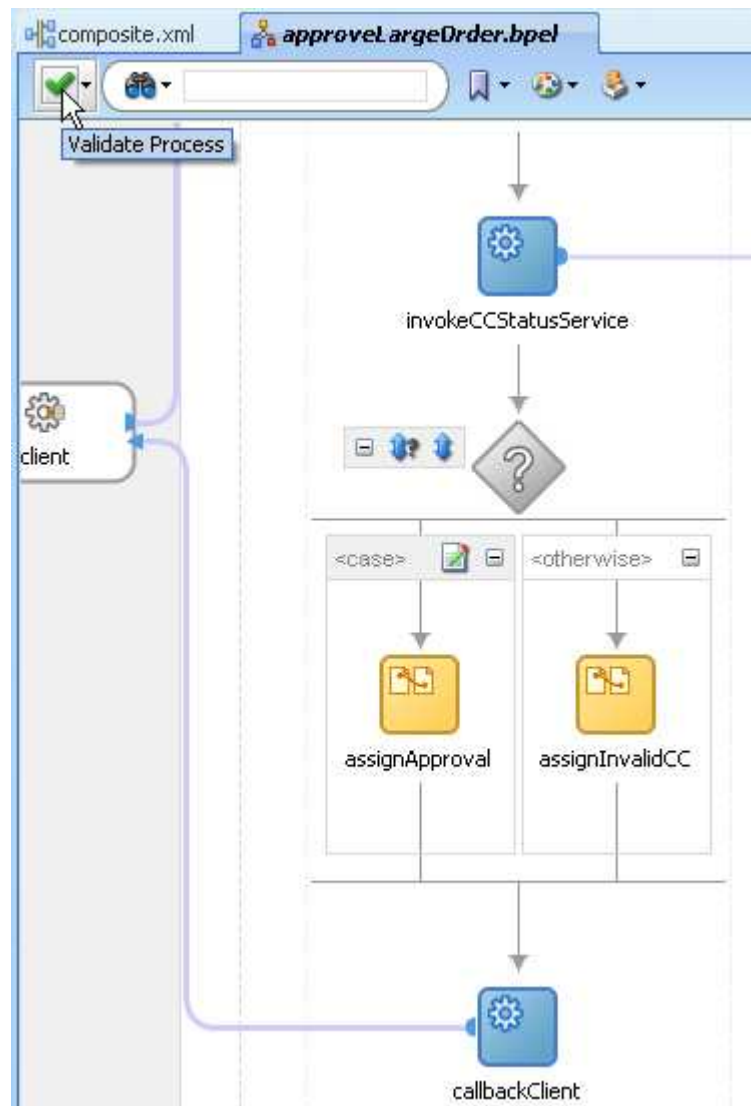 composite.xml
approveLargeOrder.bpel
Validate Process
invokeCCStatusService
client
<case>
<otherwise>
assignApproval
assignInvalidCC
callbackClient